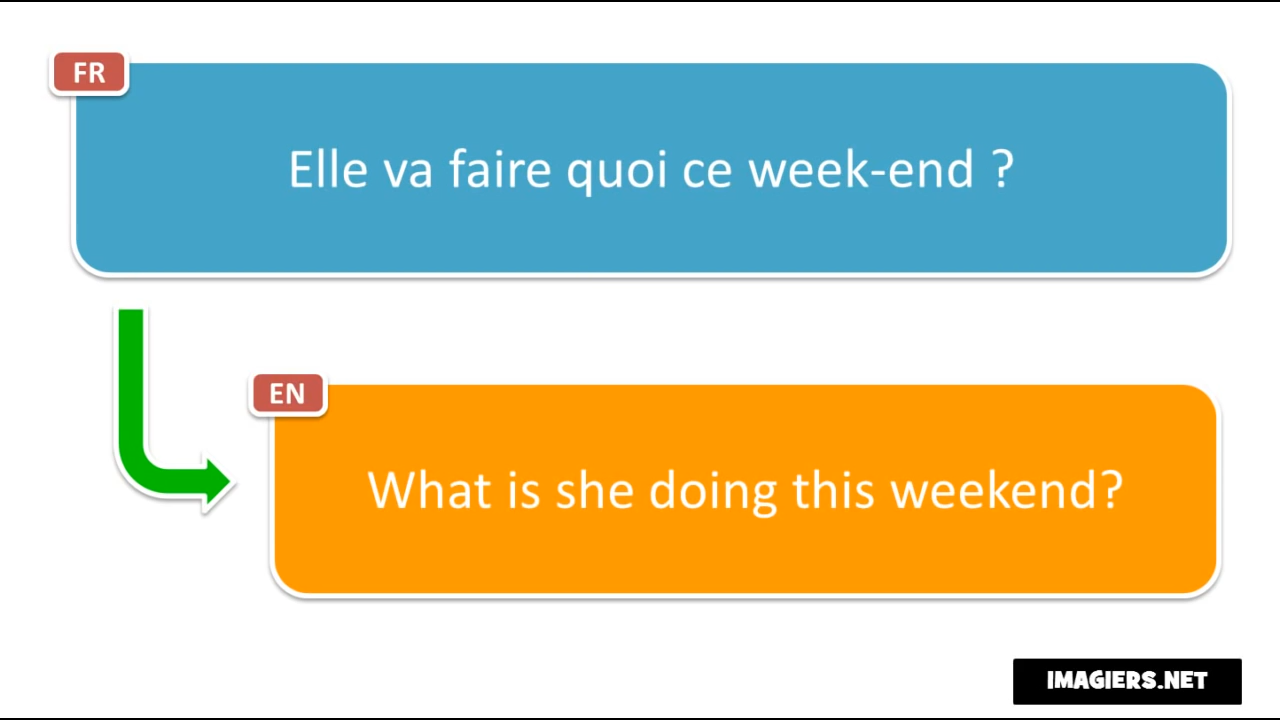 FR
Elle va faire quoi ce week-end ?
EN
What is she doing this weekend?
IMAGIERS.NET